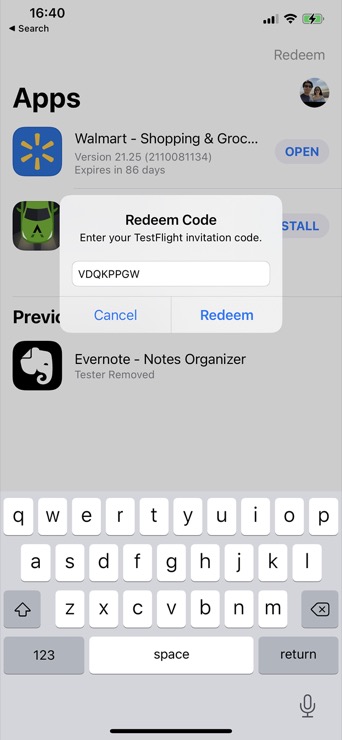 16:40
◀ Search
Redeem
Apps
Walmart - Shopping & Groc...
Version 21.25 (2110081134)
Expires in 86 days
OPEN
STALL
Redeem Code
Enter your TestFlight invitation code.
VDQKPPGW
Cancel
Redeem
Previo
Evernote - Notes Organizer
Tester Removed
q w e r t y u i o p
a s d f g h j k l
z x c v b n m
123
space
return